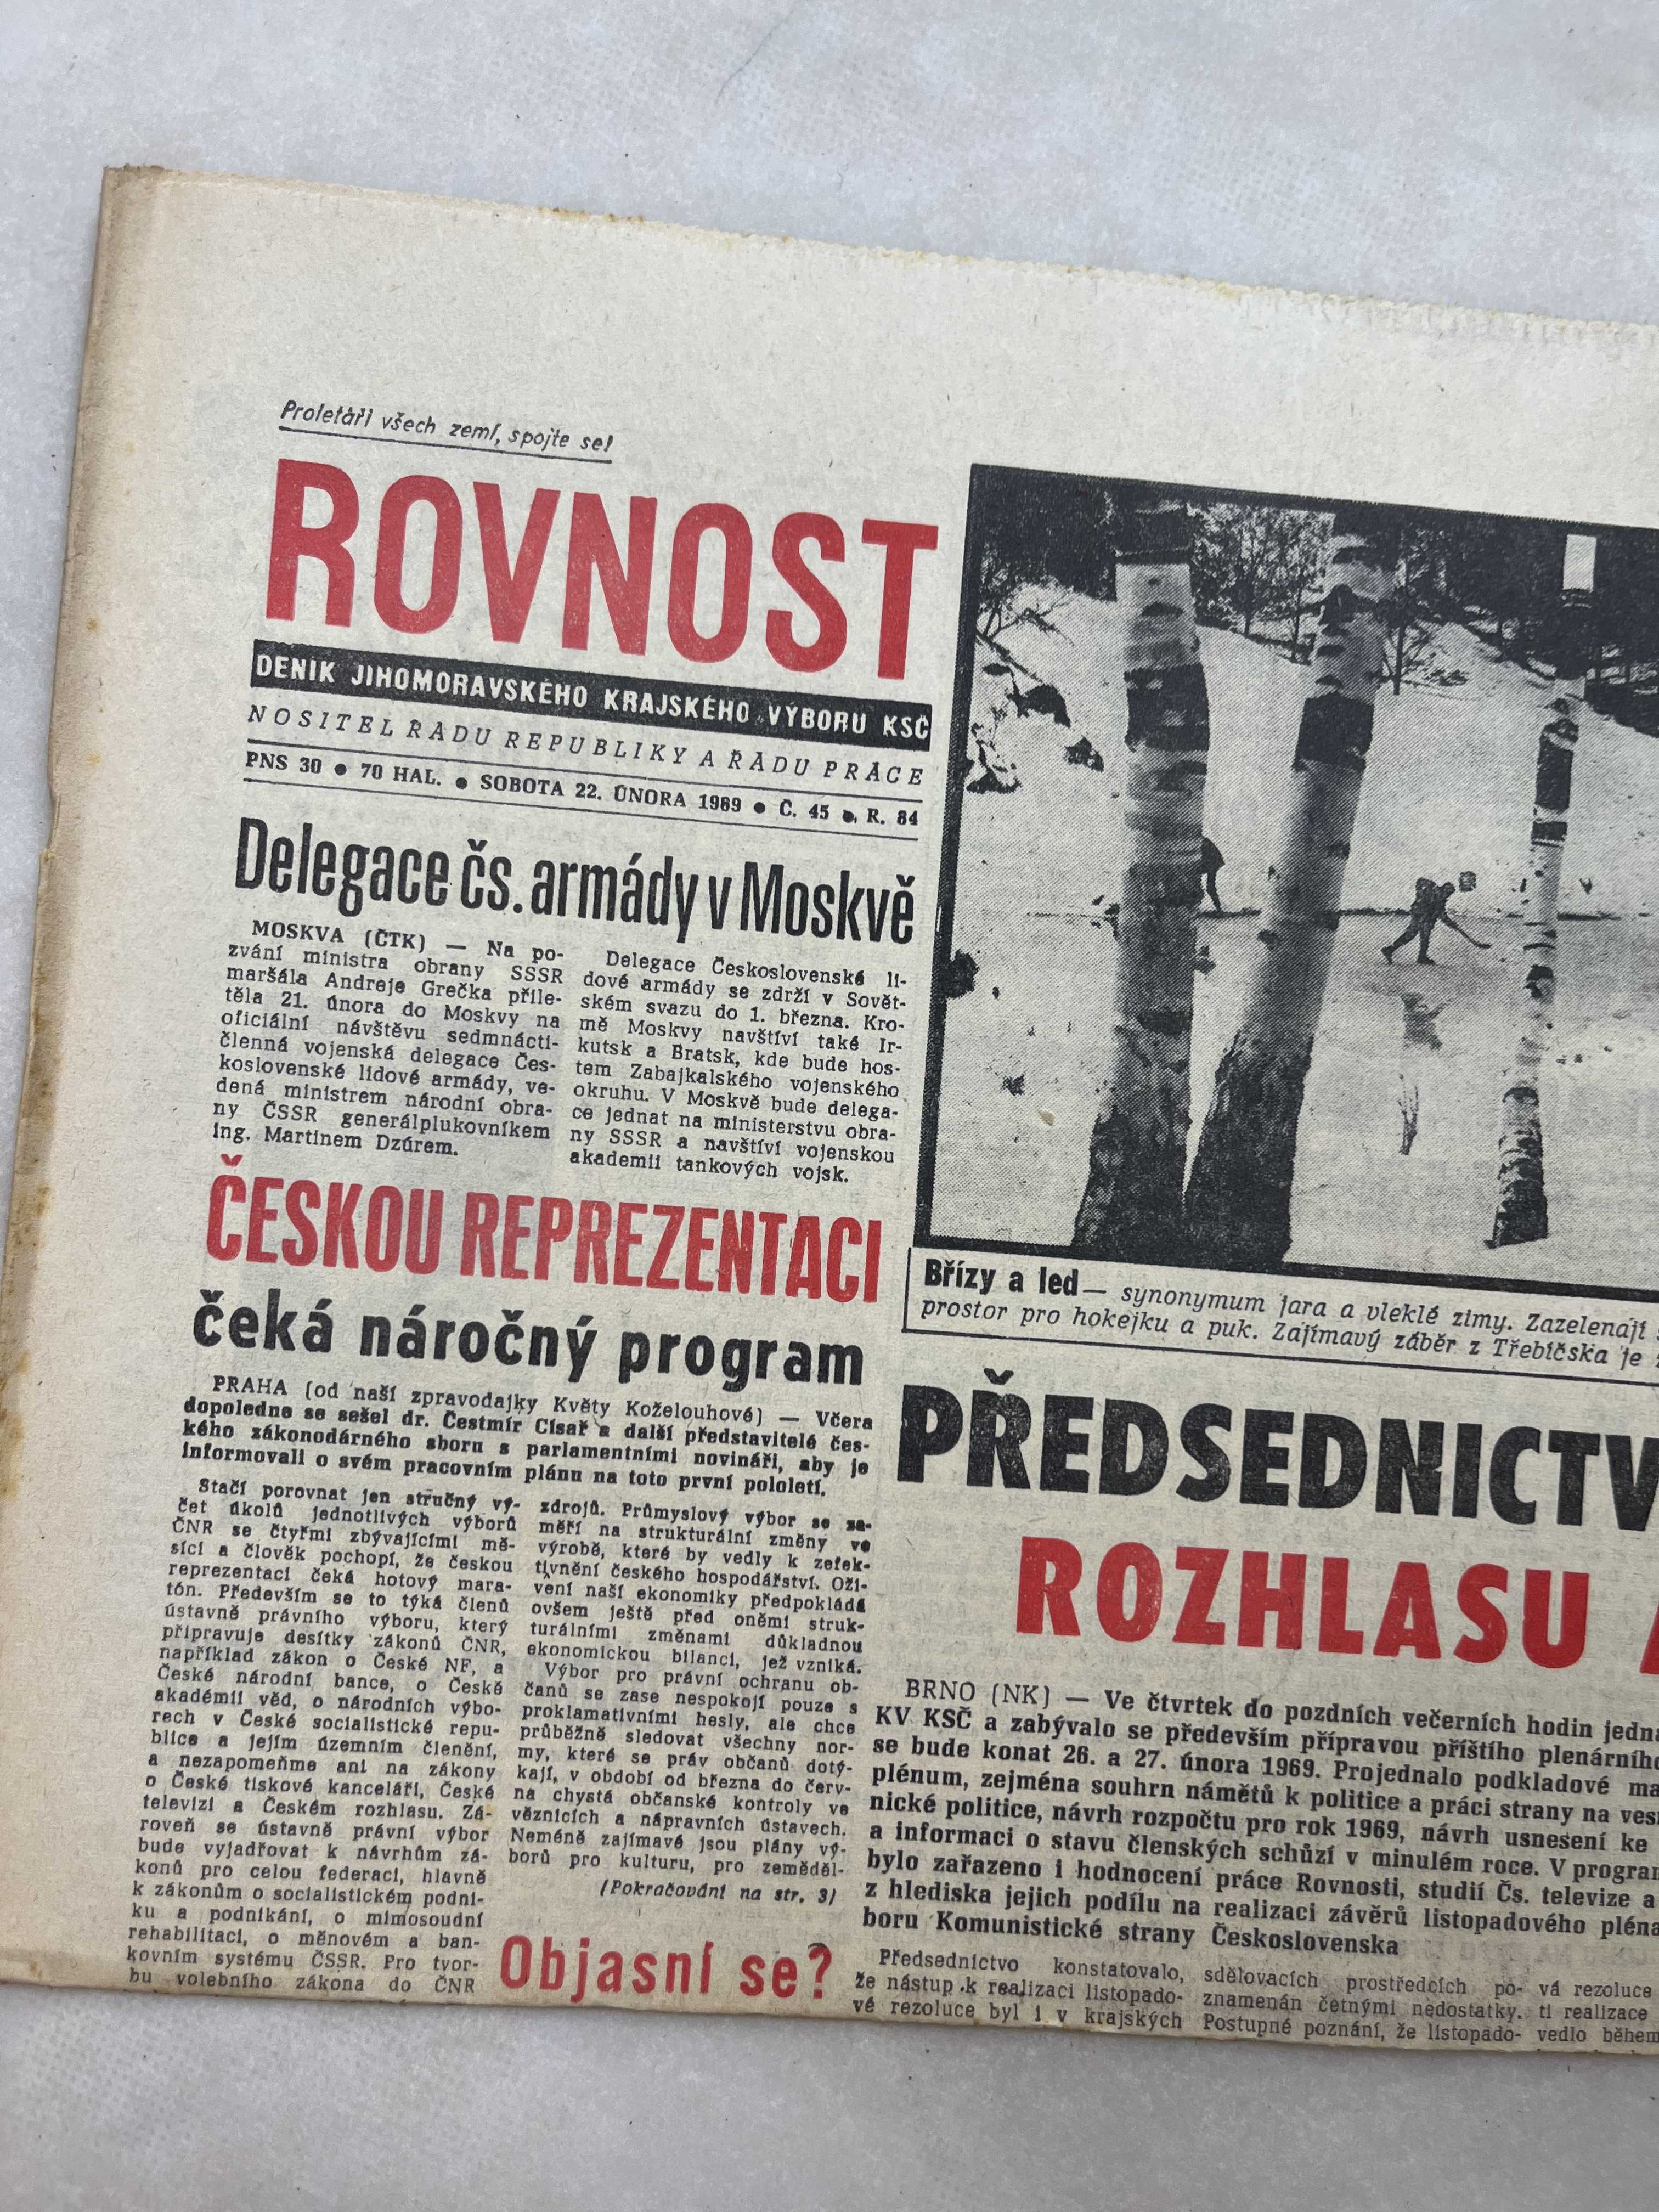 Proletáři všech zemí, spojte se!
ROVNOST
DENÍK JIHOMORAVSKÉHO KRAJSKÉHO VÝBORU KSČ
NOSITEL ŘÁDU REPUBLIKY A ŘÁDU PRÁCE
PNS 30 ● 70 HAL. ● SOBOTA 22. ÚNORA 1969 ● Č. 45 ● R. 84
Delegace čs. armády v Moskvě
MOSKVA (ČTK) — Na po-
zvání ministra obrany SSSR
maršála Andreje Grečka přile-
těla 21. února do Moskvy na
oficiální návštěvu sedmnácti-
členná vojenská delegace Čes-
koslovenské lidové armády, ve-
dená ministrem národní obra-
ny ČSSR generálplukovníkem
ing. Martinem Dzúrem.
Delegace Československé li-
dové armády se zdrží v Sovět-
ském svazu do 1. března. Kro-
mě Moskvy navštíví také Ir-
kutsk a Bratsk, kde bude hos-
tem Zabajkalského vojenského
okruhu. V Moskvě bude delega-
ce jednat na ministerstvu obra-
ny SSSR a navštíví vojenskou
akademii tankových vojsk.
ČESKOU REPREZENTACI
čeká náročný program
PRAHA (od naší zpravodajky Květy Koželouhové) — Včera
dopoledne se sešel dr. Čestmír Císař a další představitelé čes-
kého zákonodárného sboru s parlamentními novináři, aby je
informovali o svém pracovním plánu na toto první pololetí.
Stačí porovnat jen stručný vý-
čet úkolů jednotlivých výborů
ČNR se čtyřmi zbývajícími mě-
síci a člověk pochopí, že českou
reprezentaci čeká hotový mara-
tón. Především se to týká členů
ústavně právního výboru, který
připravuje desítky zákonů ČNR,
například zákon o České NF, a
České národní bance, o České
akadémii věd, o národních výbo-
rech v České socialistické repu-
blice a jejím územním členění,
a nezapomeňme ani na zákony
o České tiskové kanceláři, České
televizi a Českém rozhlasu. Zá-
roveň se ústavně právní výbor
bude vyjadřovat k návrhům zá-
konů pro celou federaci, hlavně
k zákonům o socialistickém podni-
ku a podnikání, o mimosoudní
rehabilitaci, o měnovém a ban-
kovním systému ČSSR. Pro tvor-
bu volebního zákona do ČNR
zdrojů. Průmyslový výbor se za-
měří na strukturální změny ve
výrobě, které by vedly k zefek-
tivnění českého hospodářství. Oži-
vení naší ekonomiky předpokládá
ovšem ještě před oněmi struk-
turálními změnami důkladnou
ekonomickou bilanci, jež vzniká.
Výbor pro právní ochranu ob-
čanů se zase nespokojí pouze s
proklamativními hesly, ale chce
průběžně sledovat všechny nor-
my, které se práv občanů dotý-
kají, v období od března do červ-
na chystá občanské kontroly ve
věznicích a nápravních ústavech.
Neméně zajímavé jsou plány vý-
borů pro kulturu, pro zeměděl-
(Pokračování na str. 3)
Objasní se?
Břízy a led — synonymum jara a vleklé zimy. Zazelenají
prostor pro hokejku a puk. Zajímavý záběr z Třebíčska je
PŘEDSEDNICTV
ROZHLASU
BRNO (NK) — Ve čtvrtek do pozdních večerních hodin jedna
KV KSČ a zabývalo se především přípravou příštího plenárního
se bude konat 26. a 27. února 1969. Projednalo podkladové ma
plénum, zejména souhrn námětů k politice a práci strany na ves
nické politice, návrh rozpočtu pro rok 1969, návrh usnesení ke
a informaci o stavu členských schůzí v minulém roce. V program
bylo zařazeno i hodnocení práce Rovnosti, studií Čs. televize a
z hlediska jejich podílu na realizaci závěrů listopadového pléna
boru Komunistické strany Československa
Předsednictvo konstatovalo,
že nástup k realizaci listopado-
vé rezoluce byl i v krajských
sdělovacích prostředcích po-
znamenán četnými nedostatky.
Postupné poznání, že listopado-
vá rezoluce
ti realizace
vedlo během